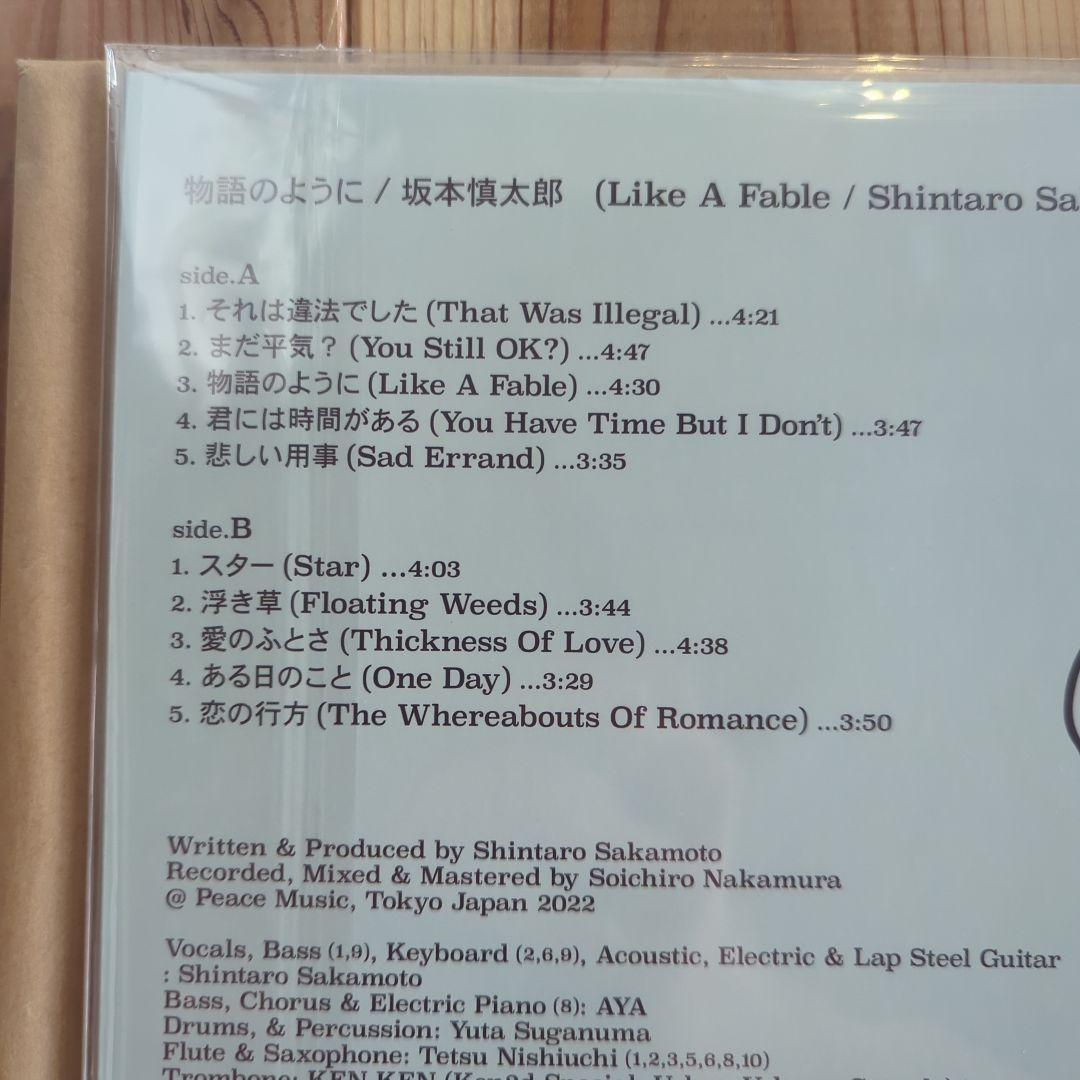 物語のように / 坂本慎太郎 (Like A Fable / Shintaro Sa
side.A
1. それは違法でした (That Was Illegal) ...4:21
2. まだ平気？ (You Still OK?) ...4:47
3. 物語のように (Like A Fable) ...4:30
4. 君には時間がある (You Have Time But I Don't) ...3:47
5. 悲しい用事 (Sad Errand) ...3:35
side.B
1. スター (Star) ...4:03
2. 浮き草 (Floating Weeds) ...3:44
3. 愛のふとさ (Thickness Of Love) ...4:38
4. ある日のこと (One Day) ...3:29
5. 恋の行方 (The Whereabouts Of Romance) ...3:50
Written & Produced by Shintaro Sakamoto
Recorded, Mixed & Mastered by Soichiro Nakamura
@ Peace Music, Tokyo Japan 2022
Vocals, Bass (1,9), Keyboard (2,6,9), Acoustic, Electric & Lap Steel Guitar
: Shintaro Sakamoto
Bass, Chorus & Electric Piano (8): AYA
Drums, & Percussion: Yuta Suganuma
Flute & Saxophone: Tetsu Nishiuchi (1,2,3,5,6,8,10)
Trombone: KEN KEN